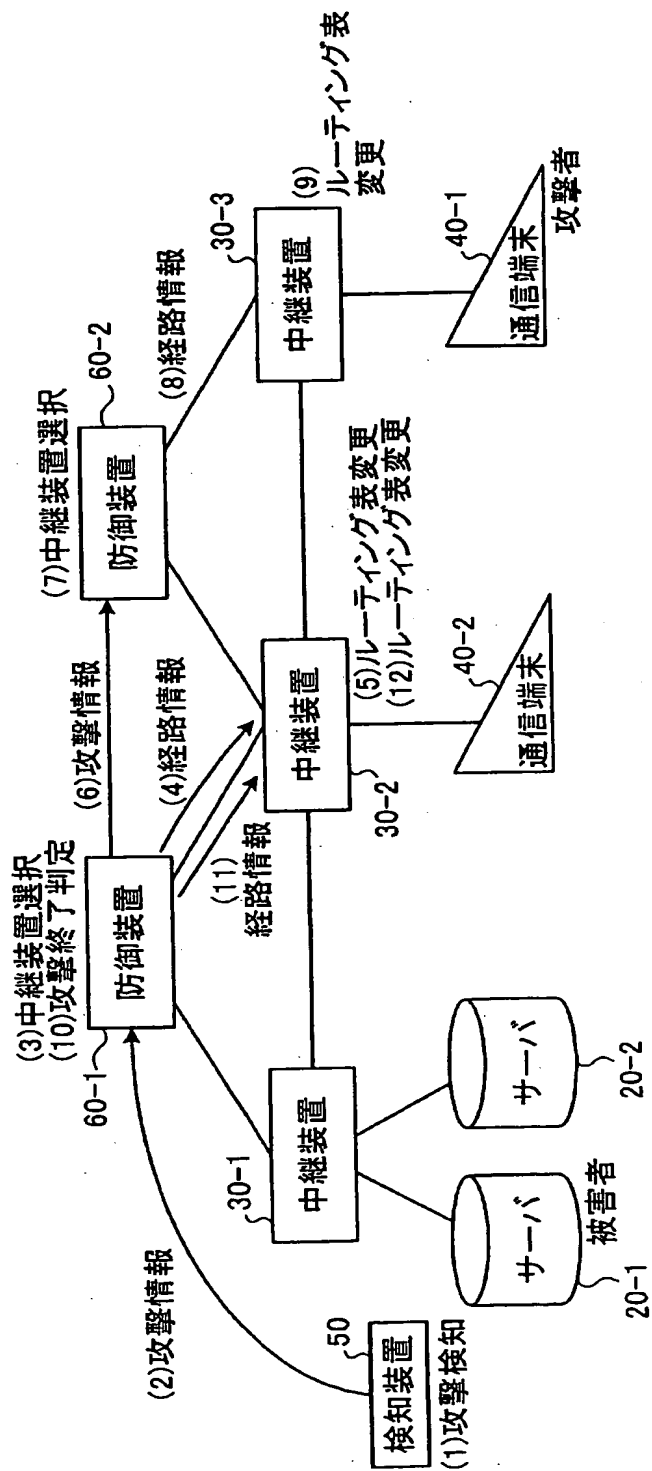 (3)中継装置選択
(10)攻撃終了判定
60-1
防御装置
(6)攻撃情報
(7)中継装置選択
防御装置
60-2
(2)攻撃情報
(4)経路情報
(11)
経路情報
(8)経路情報
30-1
中継装置
中継装置
30-2
(5)ルーティング表変更
(12)ルーティング表変更
30-3
中継装置
(9)
ルーティング表
変更
50
検知装置
(1)攻撃検知
サーバ
20-1
被害者
サーバ
20-2
40-2
通信端末
40-1
通信端末
攻撃者